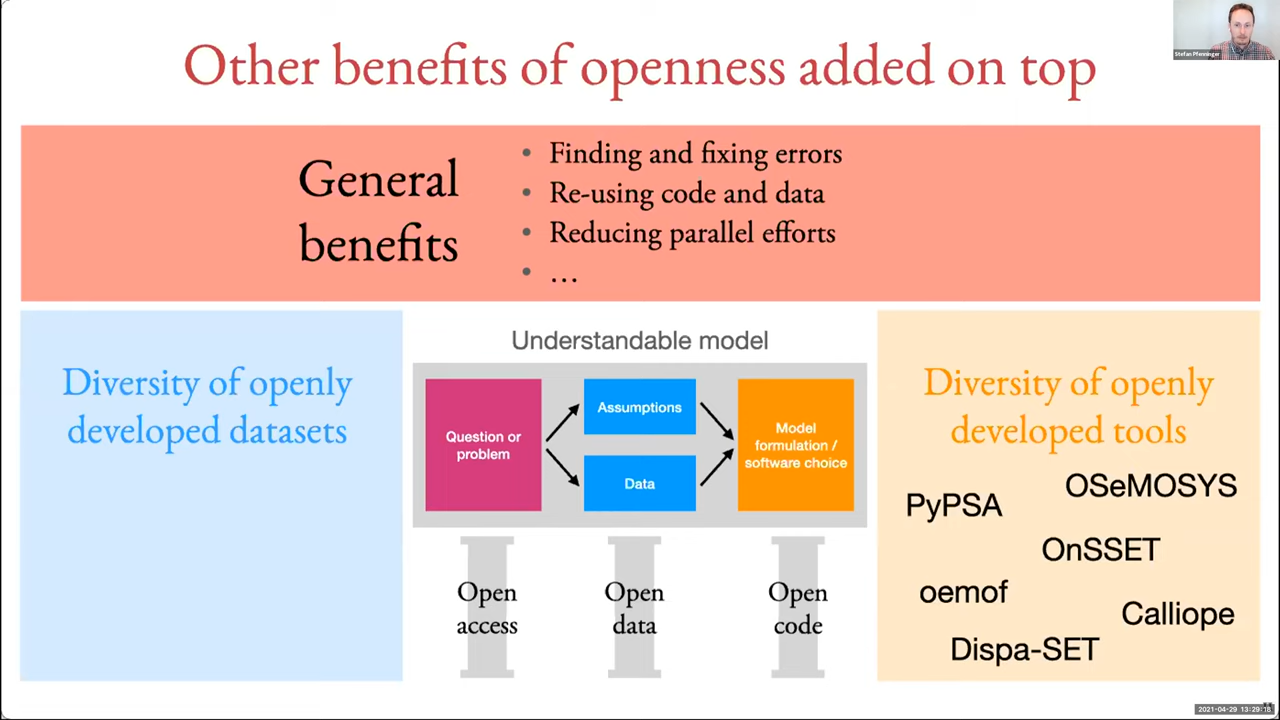 Stefan Pfenninger
Other benefits of openness added on top
General
benefits
• Finding and fixing errors
• Re-using code and data
• Reducing parallel efforts
• …
Diversity of openly
developed datasets
Understandable model
Question or
problem
Assumptions
Data
Model
formulation /
software choice
Open
access
Open
data
Open
code
Diversity of openly
developed tools
PyPSA
OSeMOSYS
OnSSET
oemof
Calliope
Dispa-SET
2021-04-29 13:29:18